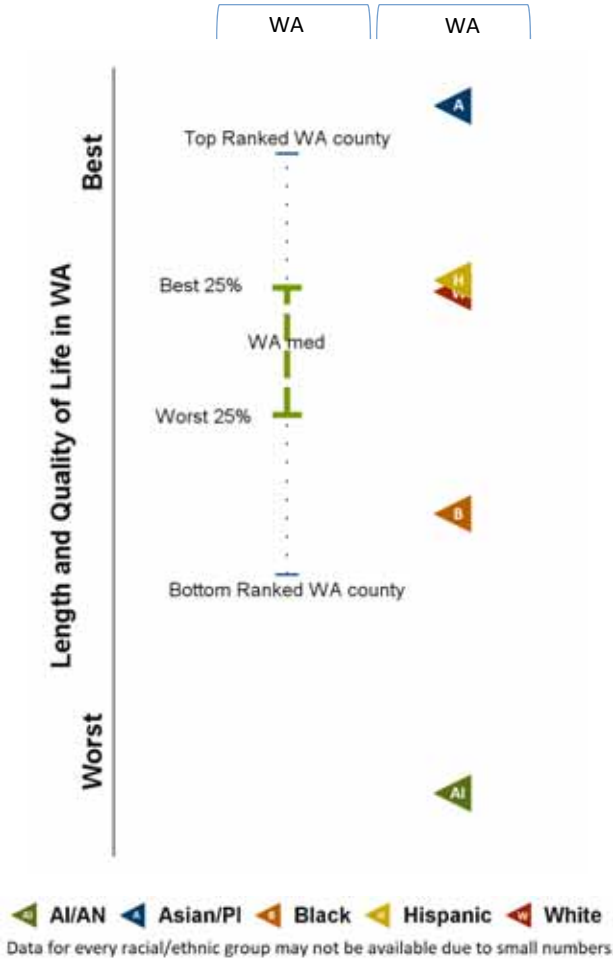 WA WA
A
Top Ranked WA county
Best
Best 25%
H
W
WA med
Length and Quality of Life in WA
Worst 25%
B
Bottom Ranked WA county
Worst
AI
AI AI/AN A Asian/PI B Black H Hispanic W White
Data for every racial/ethnic group may not be available due to small numbers